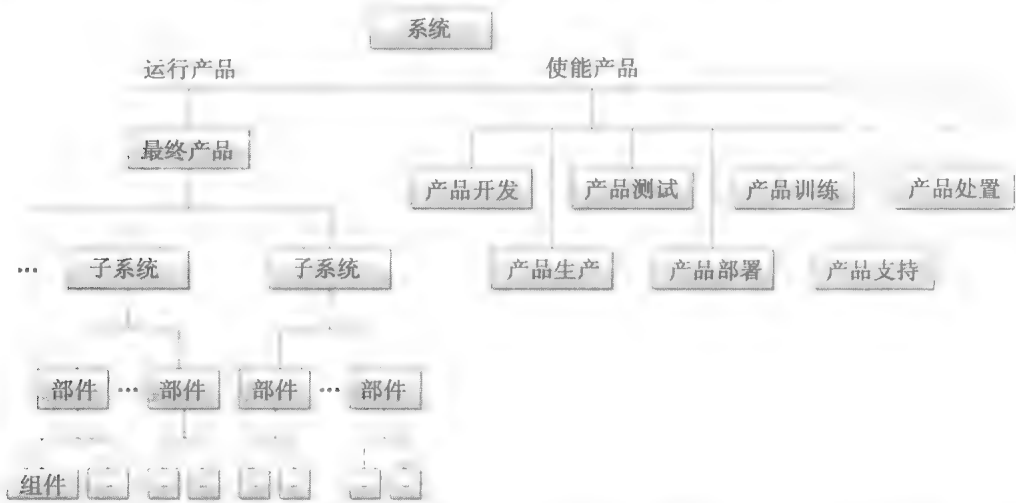 系统
运行产品 使能产品
最终产品
产品开发 产品测试 产品训练 产品处置
… 子系统 子系统 产品生产 产品部署 产品支持
部件 … 部件 部件 … 部件
组件